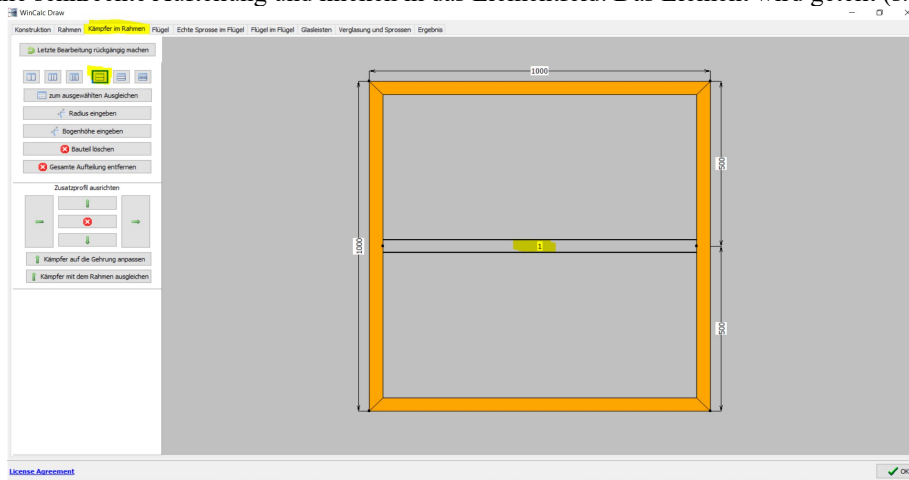 WinCalc Draw
Konstruktion Rahmen Kämpfer im Rahmen Flügel Echte Sprosse im Flügel Flügel im Flügel Glasleisten Verglasung und Sprossen Ergebnis
Letzte Bearbeitung rückgängig machen
zum ausgewählten Ausgleichen
Radius eingeben
Bogenhöhe eingeben
Bauteil löschen
Gesamte Aufteilung entfernen
Zusatzprofil ausrichten
Kämpfer auf die Gehrung anpassen
Kämpfer mit dem Rahmen ausgleichen
1000
500
1000
1
500
License Agreement
OK